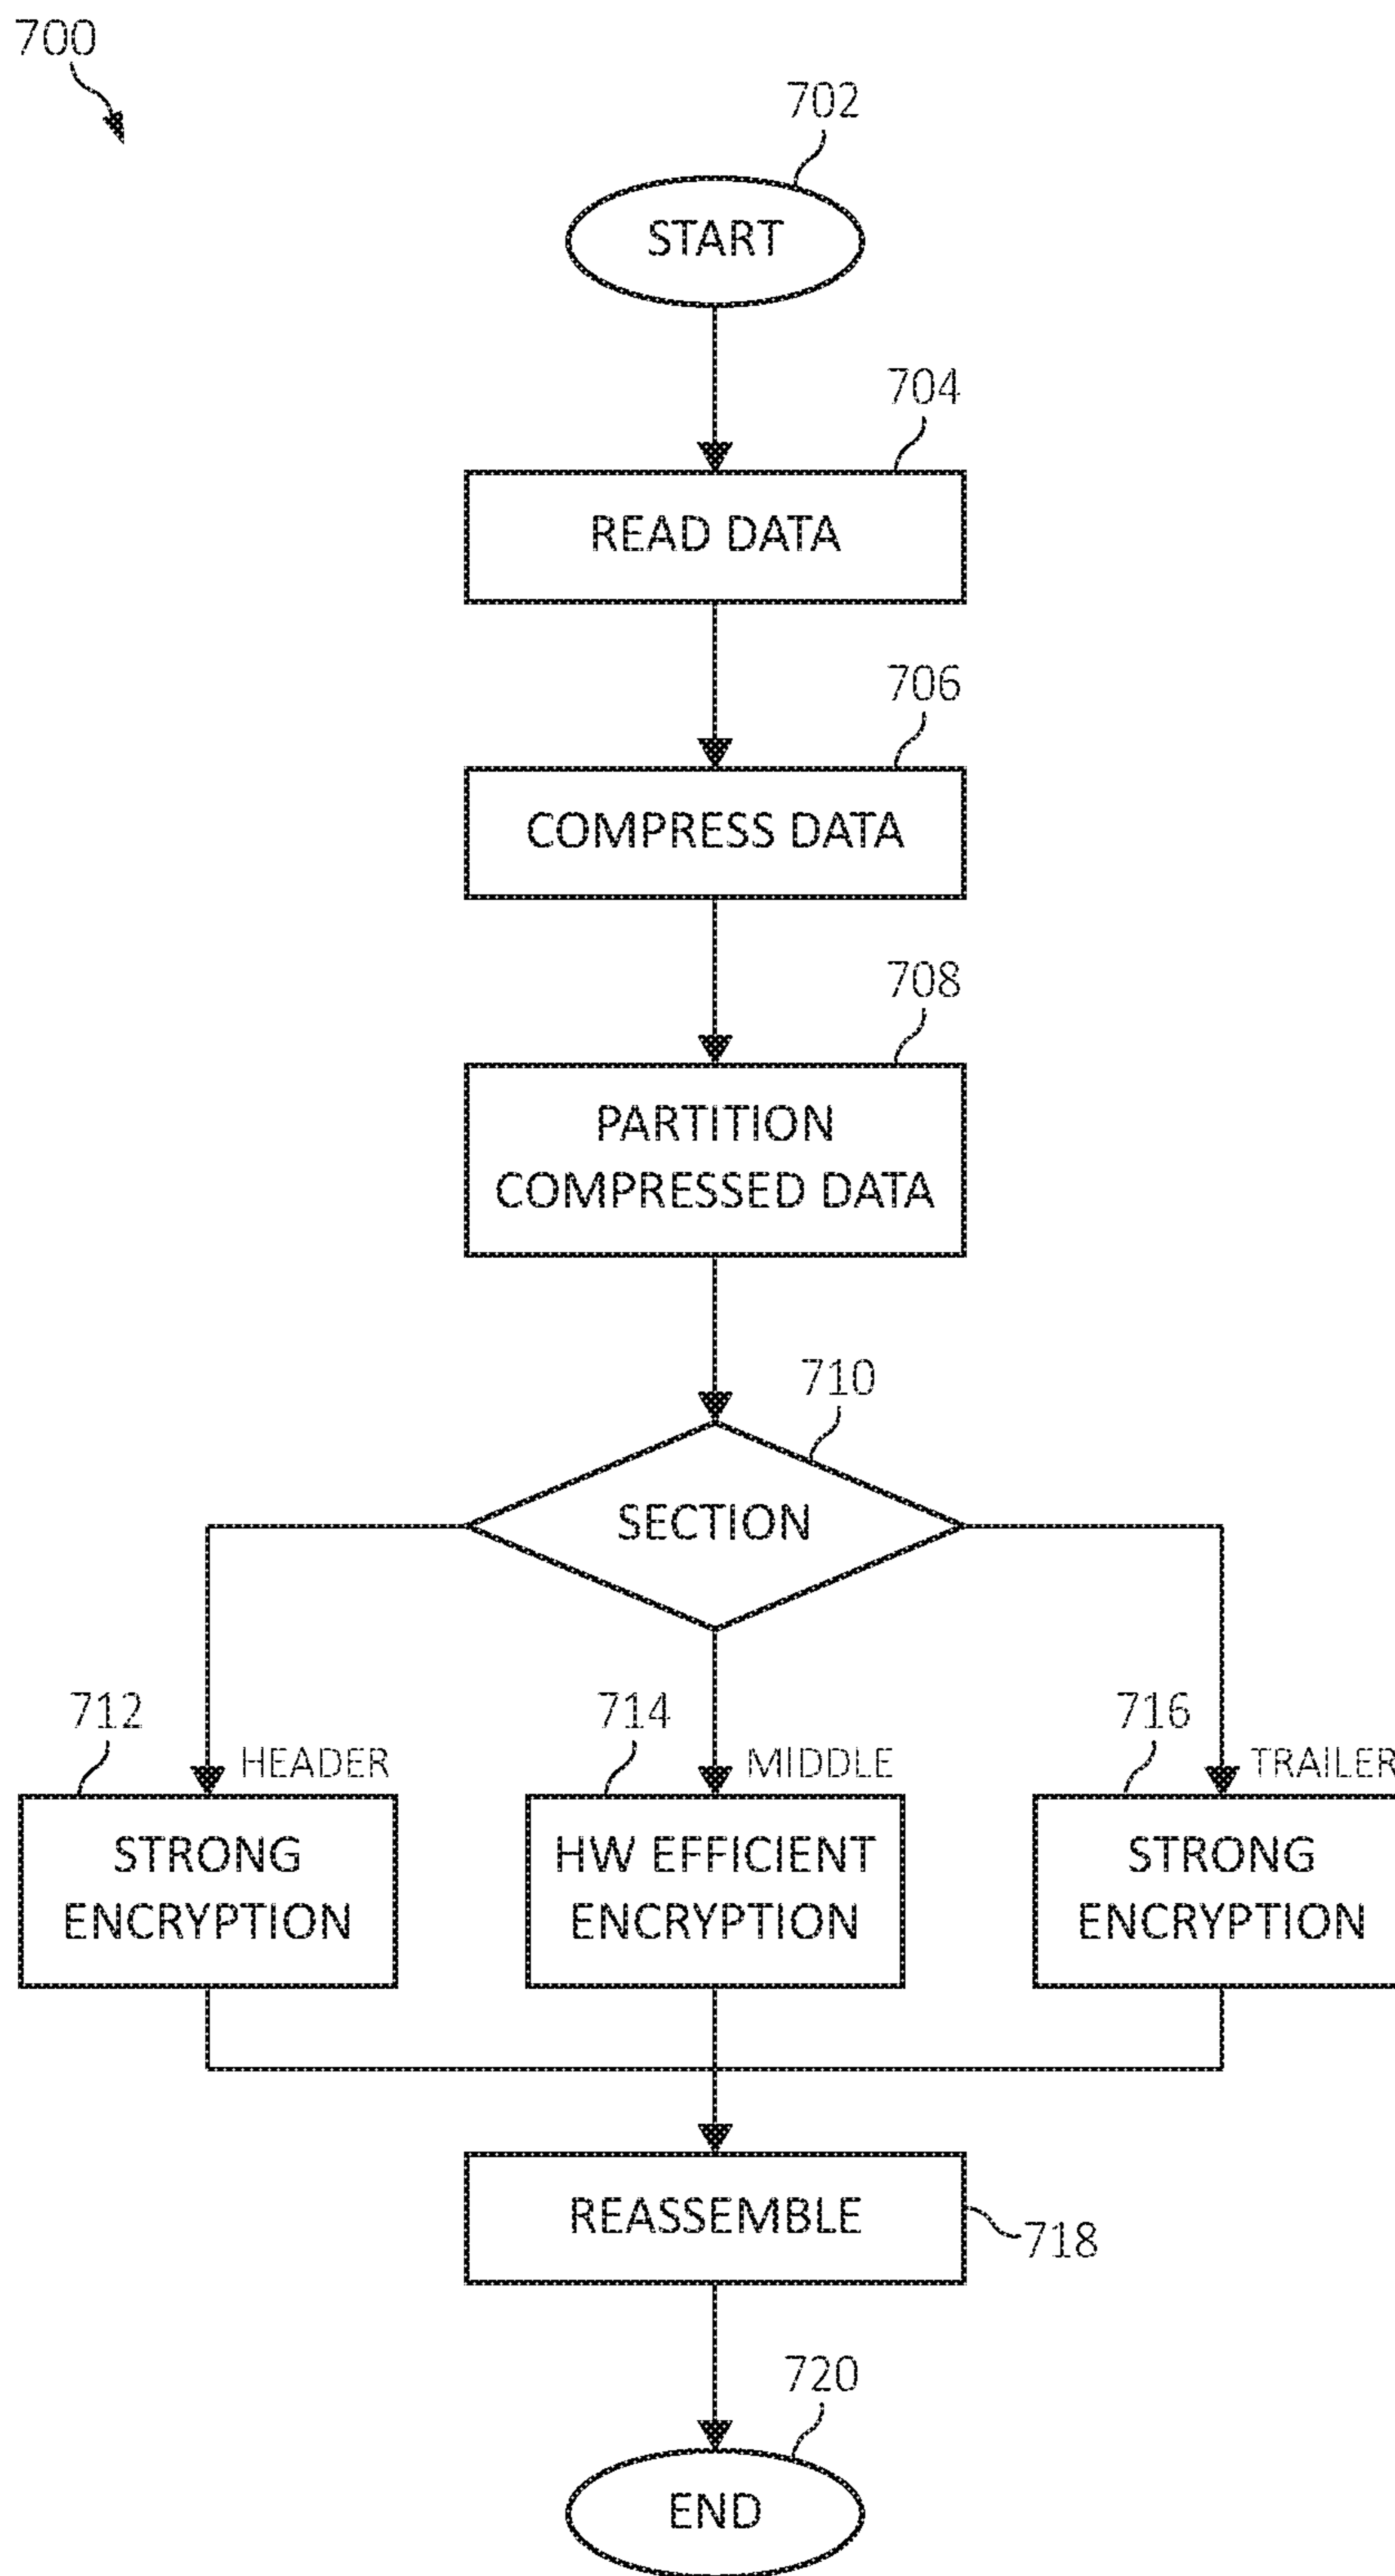 700
702
START
704
READ DATA
706
COMPRESS DATA
708
PARTITION
COMPRESSED DATA
710
SECTION
712
HEADER
714
MIDDLE
716
TRAILER
STRONG
ENCRYPTION
HW EFFICIENT
ENCRYPTION
STRONG
ENCRYPTION
REASSEMBLE
718
720
END